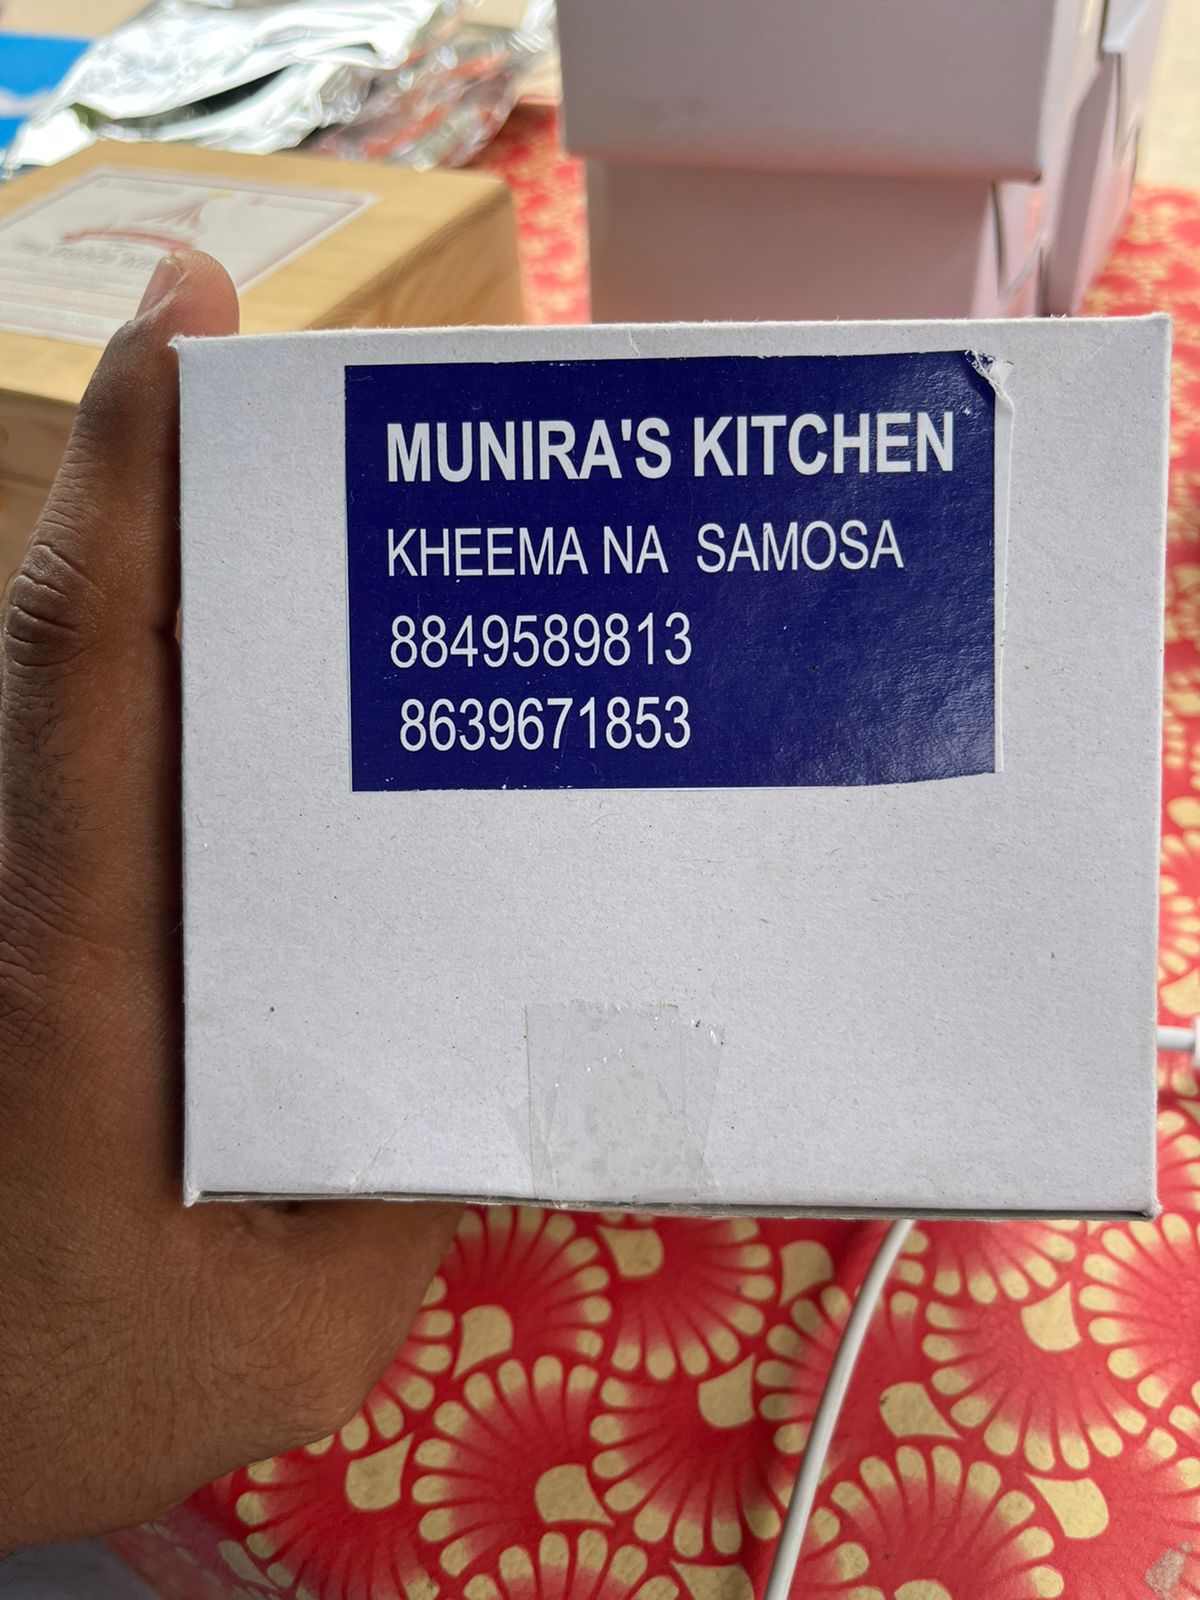 MUNIRA'S KITCHEN
KHEEMA NA SAMOSA
8849589813
8639671853